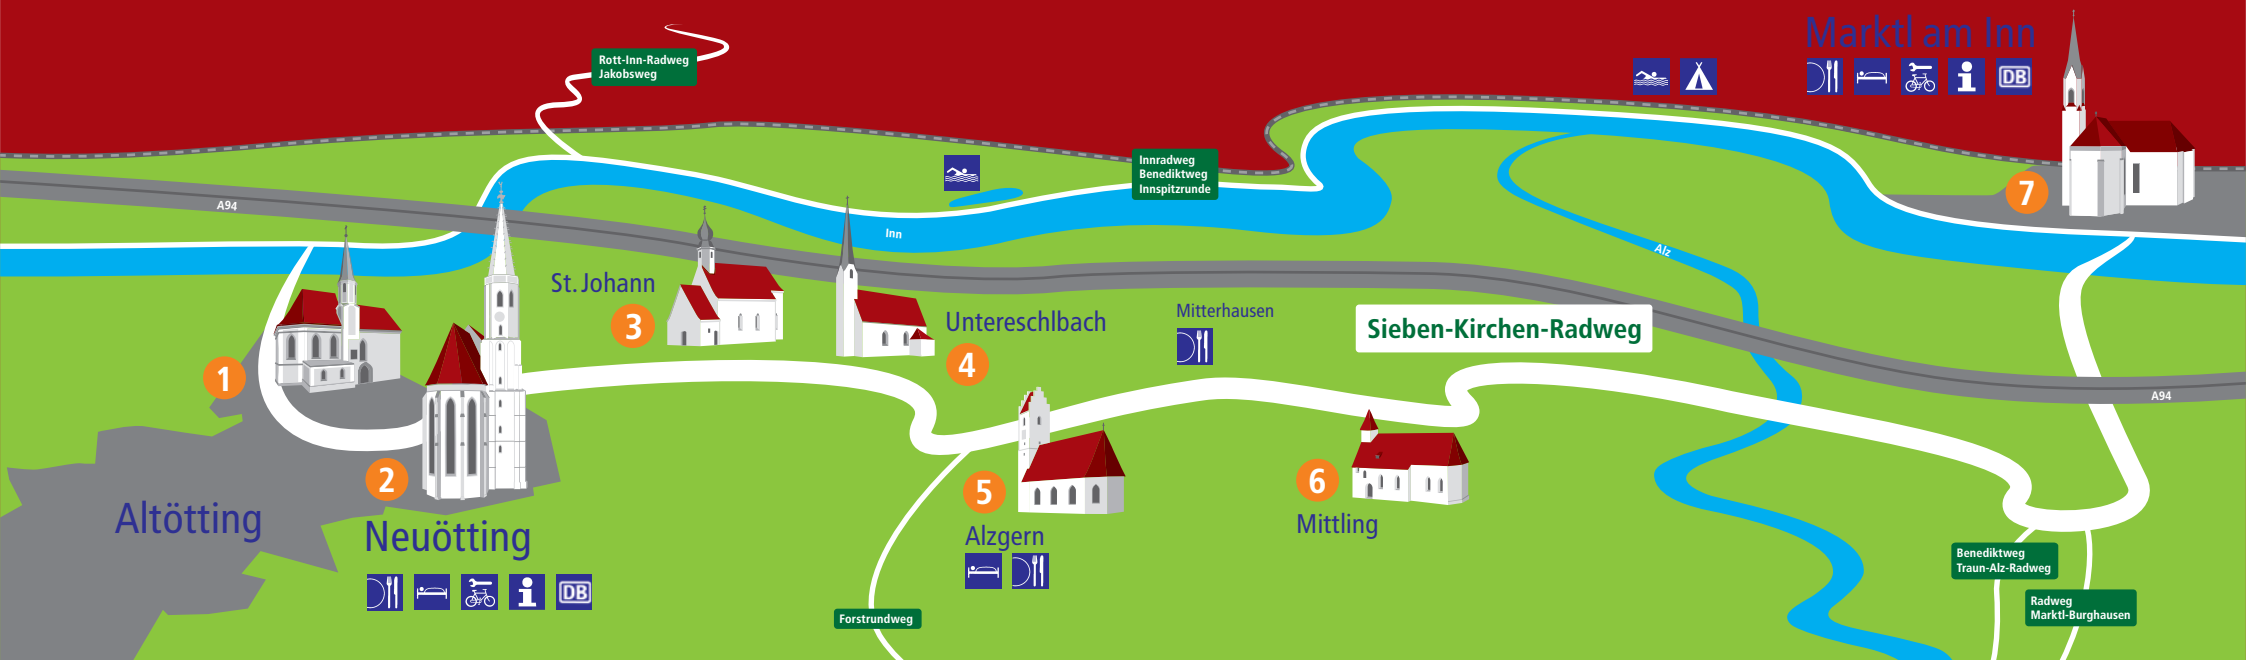 Marktl am Inn
DB
Rott-Inn-Radweg
Jakobsweg
Innradweg
Benediktweg
Innspitzrunde
7
A94
Inn
Alz
St. Johann
3
Untereschlbach
4
Mitterhausen
Sieben-Kirchen-Radweg
1
A94
2
5
6
Altötting
Neuötting
DB
Alzgern
Mittling
Benediktweg
Traun-Alz-Radweg
Radweg
Marktl-Burghausen
Forstrundweg